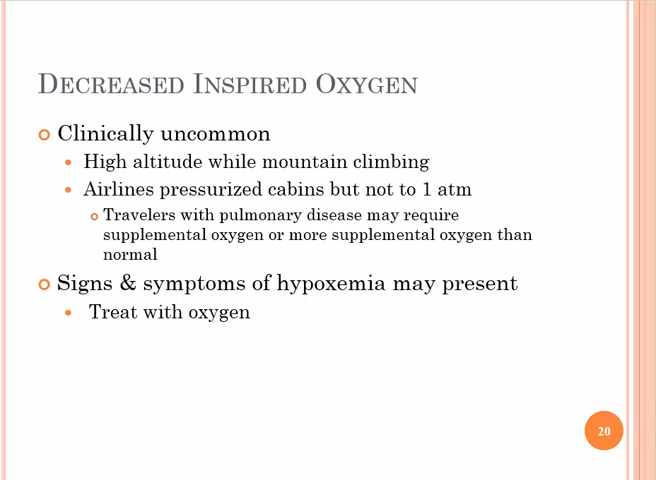 DECREASED INSPIRED OXYGEN
Clinically uncommon
High altitude while mountain climbing
Airlines pressurized cabins but not to 1 atm
Travelers with pulmonary disease may require
supplemental oxygen or more supplemental oxygen than
normal
Signs & symptoms of hypoxemia may present
Treat with oxygen
20